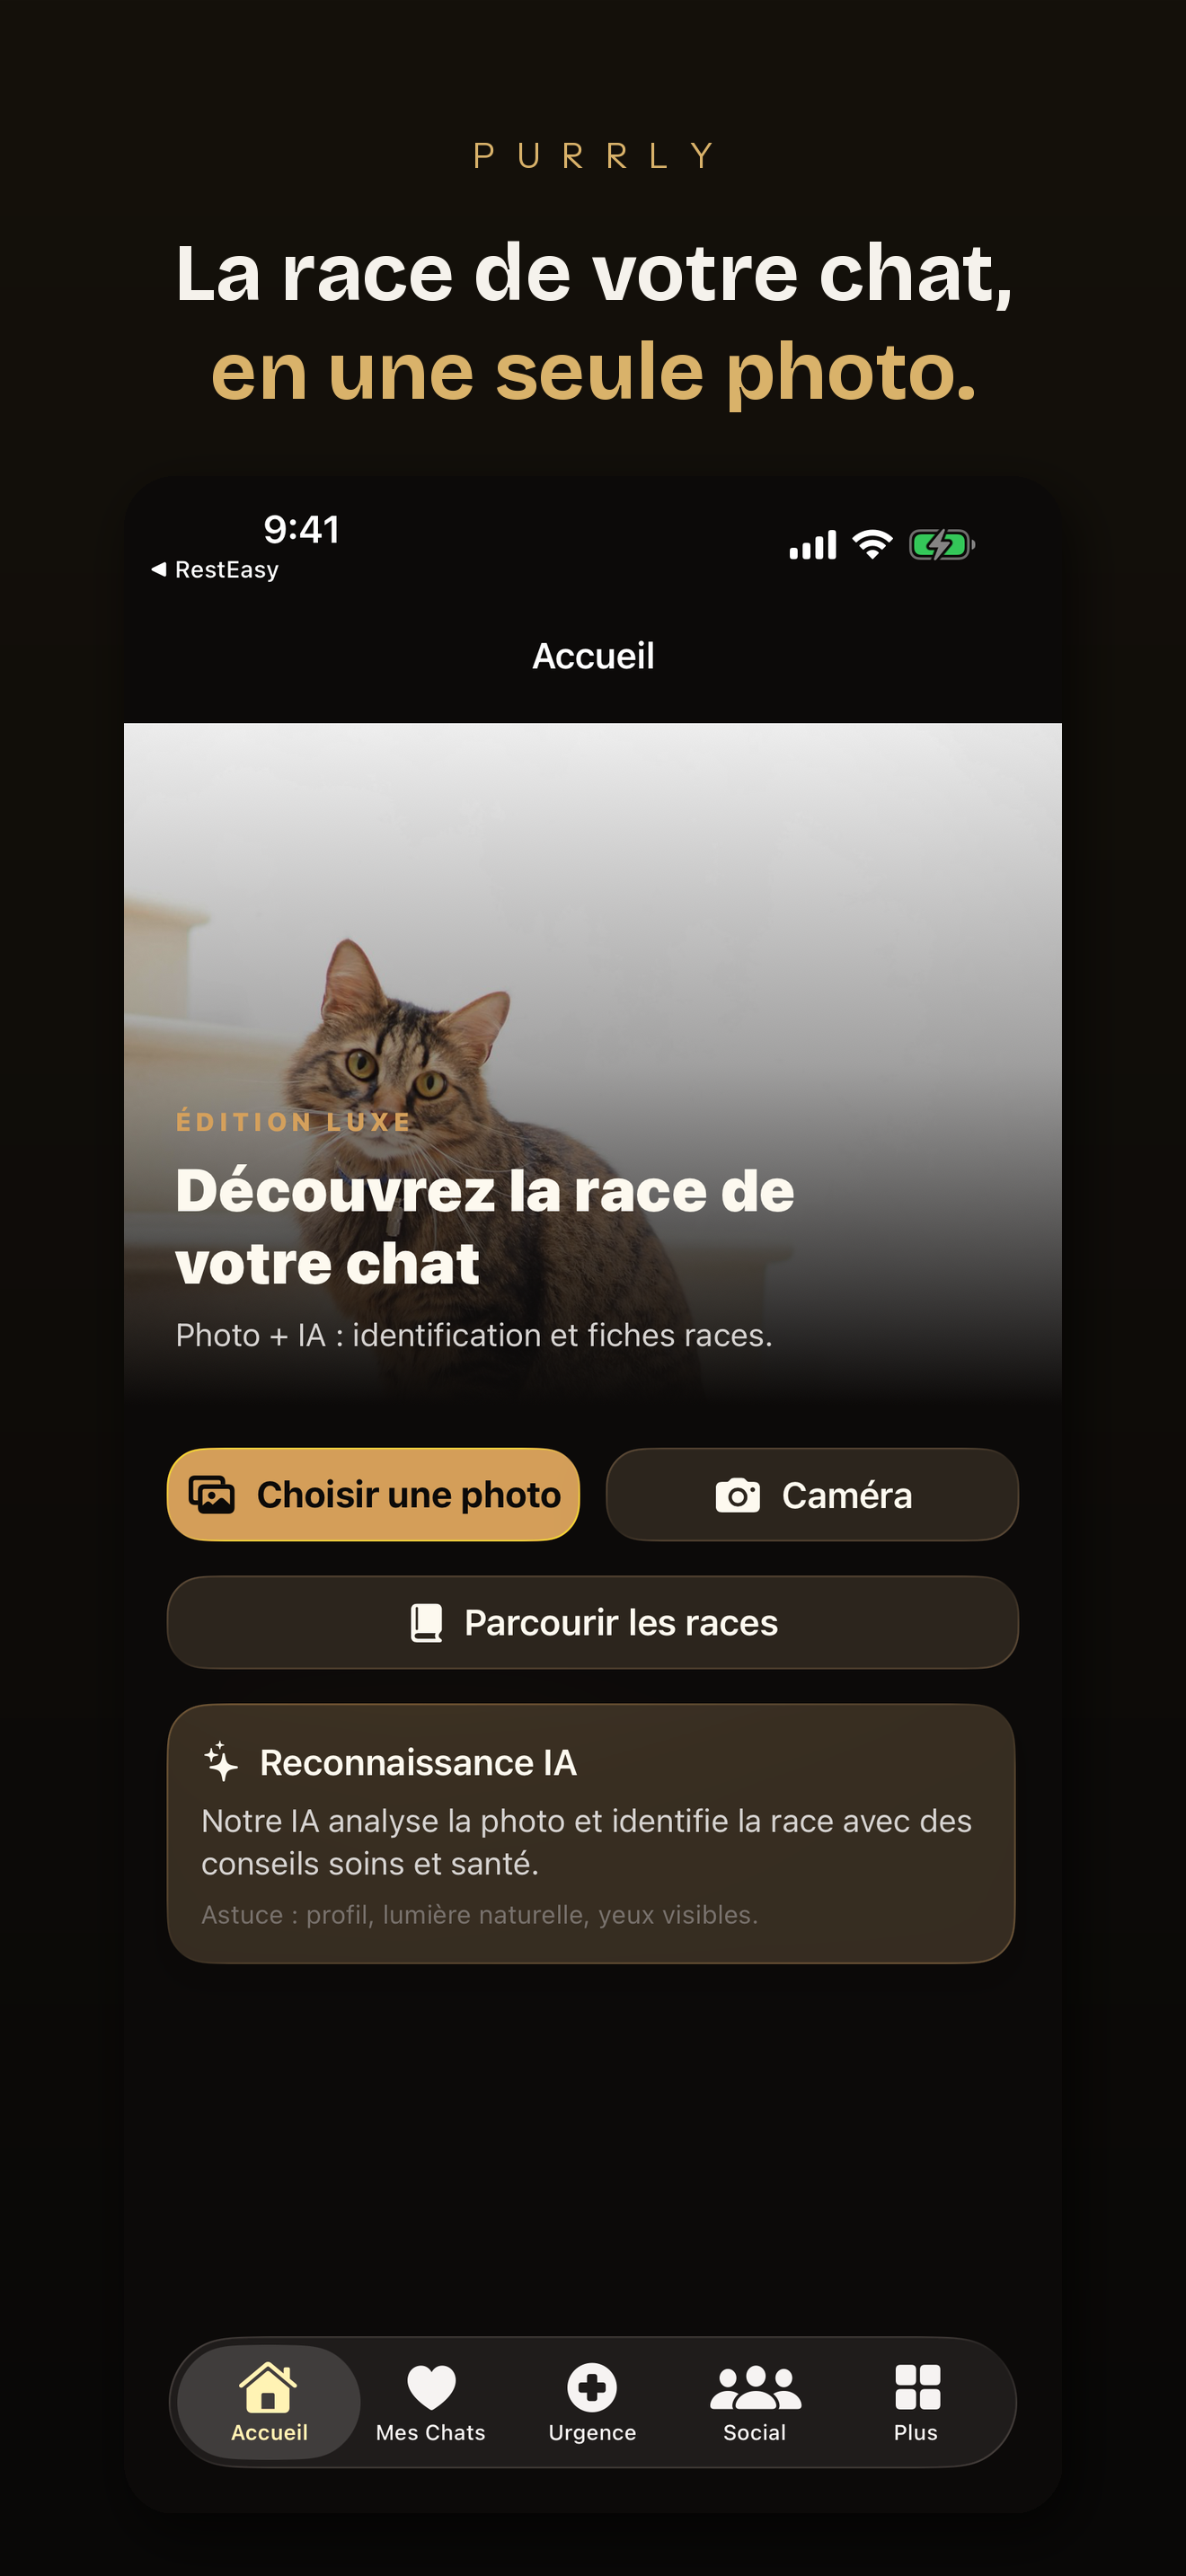 PURRLY
La race de votre chat,
en une seule photo.
9:41
◀ RestEasy
Accueil
ÉDITION LUXE
Découvrez la race de
votre chat
Photo + IA : identification et fiches races.
Choisir une photo
Caméra
Parcourir les races
Reconnaissance IA
Notre IA analyse la photo et identifie la race avec des
conseils soins et santé.
Astuce : profil, lumière naturelle, yeux visibles.
Accueil
Mes Chats
Urgence
Social
Plus